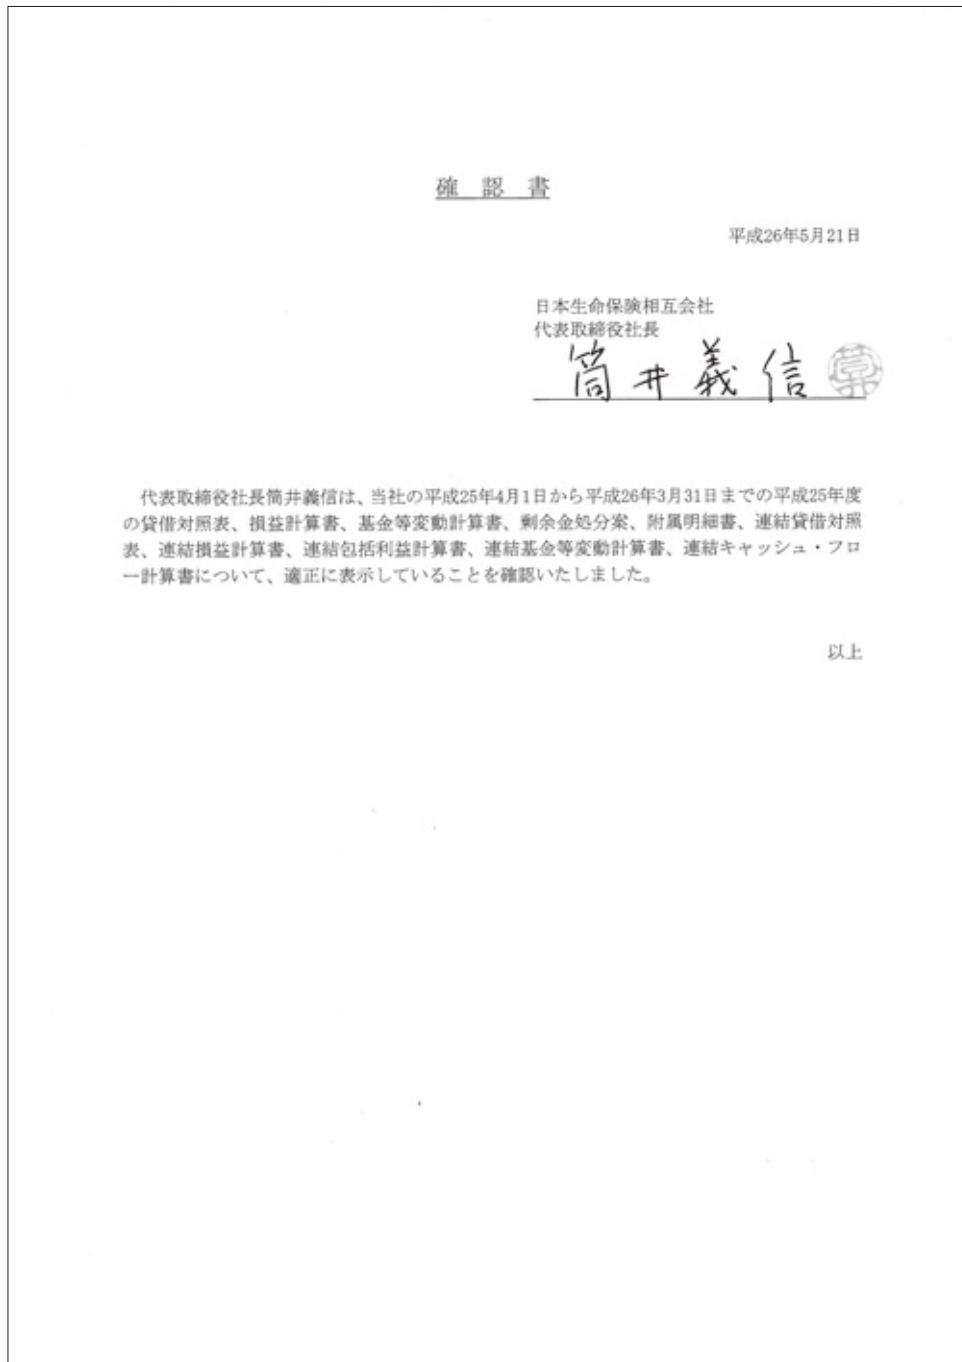 確 認 書
平成26年5月21日
日本生命保険相互会社
代表取締役社長
筒井義信
代表取締役社長筒井義信は、当社の平成25年4月1日から平成26年3月31日までの平成25年度
の貸借対照表、損益計算書、基金等変動計算書、剰余金処分案、附属明細書、連結貸借対照
表、連結損益計算書、連結包括利益計算書、連結基金等変動計算書、連結キャッシュ・フロ
ー計算書について、適正に表示していることを確認いたしました。
以上